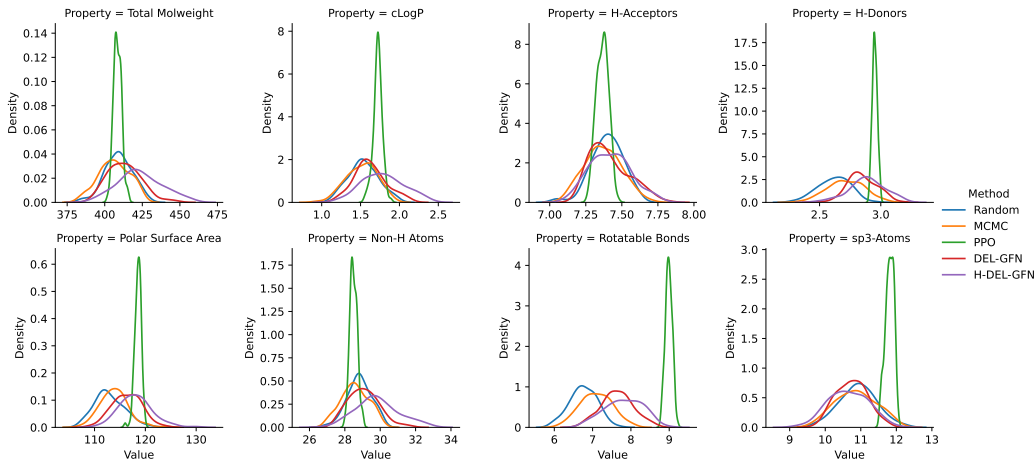 Property = Total Molweight
Property = cLogP
Property = H-Acceptors
Property = H-Donors
Density
0.14
0.12
0.10
0.08
0.06
0.04
0.02
0.00
375 400 425 450 475
Density
8
6
4
2
0
1.0 1.5 2.0 2.5
Density
8
6
4
2
0
7.00 7.25 7.50 7.75 8.00
Density
17.5
15.0
12.5
10.0
7.5
5.0
2.5
0.0
2.5 3.0
Method
Random
MCMC
PPO
DEL-GFN
H-DEL-GFN
Property = Polar Surface Area
Property = Non-H Atoms
Property = Rotatable Bonds
Property = sp3-Atoms
Density
0.6
0.5
0.4
0.3
0.2
0.1
0.0
110 120 130
Value
Density
1.75
1.50
1.25
1.00
0.75
0.50
0.25
0.00
26 28 30 32 34
Value
Density
4
3
2
1
0
6 7 8 9
Value
Density
3.0
2.5
2.0
1.5
1.0
0.5
0.0
9 10 11 12 13
Value